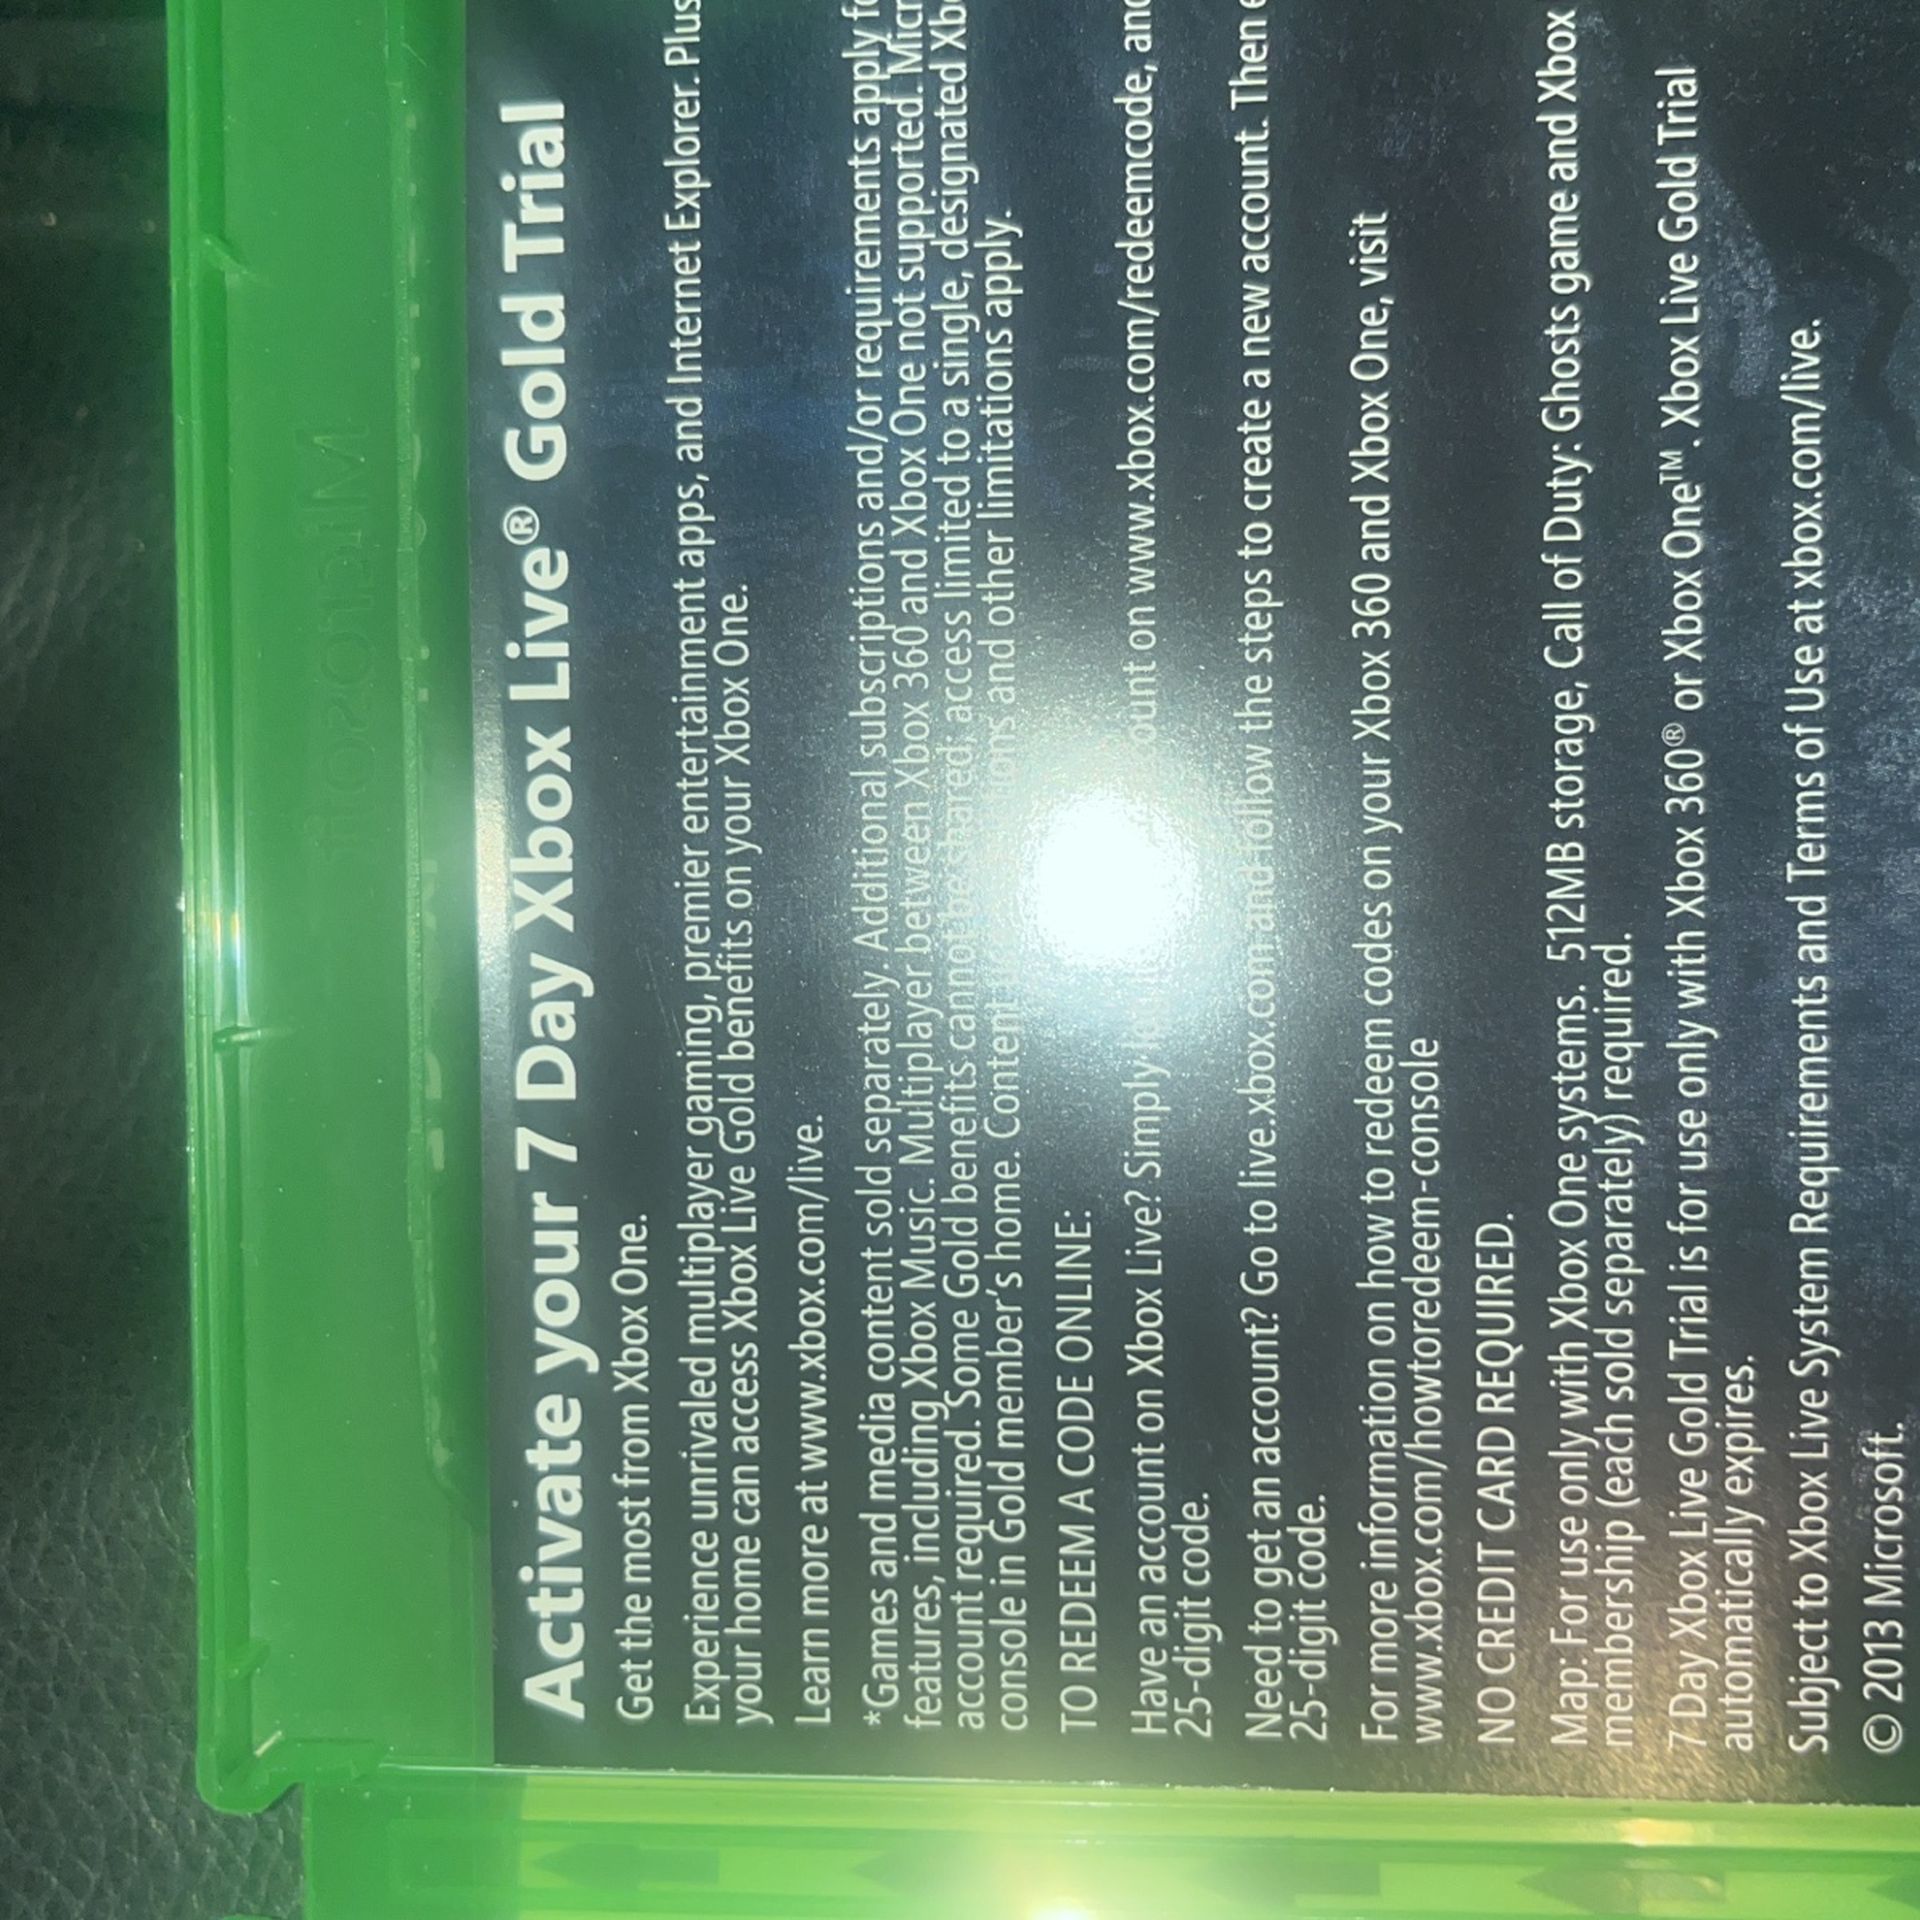 Microsoft
Activate your 7 Day Xbox Live® Gold Trial
Get the most from Xbox One.
Experience unrivaled multiplayer gaming, premier entertainment apps, and Internet Explorer. Plus
your home can access Xbox Live Gold benefits on your Xbox One.
Learn more at www.xbox.com/live.
*Games and media content sold separately. Additional subscriptions and/or requirements apply
features, including Xbox Music. Multiplayer between Xbox 360 and Xbox One not supported.
account required. Some Gold benefits cannot be shared; access limited to a single, designated
console in Gold member's home. Content and other limitations apply.
TO REDEEM A CODE ONLINE:
Have an account on Xbox Live? Simply on www.xbox.com/redeemcode,
25-digit code.
Need to get an account? Go to live.xbox.com and follow the steps to create a new account. Then
25-digit code.
For more information on how to redeem codes on your Xbox 360 and Xbox One, visit
www.xbox.com/howtoredeem-console
NO CREDIT CARD REQUIRED.
Map: For use only with Xbox One systems. 512MB storage, Call of Duty: Ghosts game and Xbox
membership (each sold separately) required.
7 Day Xbox Live Gold Trial is for use only with Xbox 360® or Xbox One™. Xbox Live Gold Trial
automatically expires.
Subject to Xbox Live System Requirements and Terms of Use at xbox.com/live.
© 2013 Microsoft.